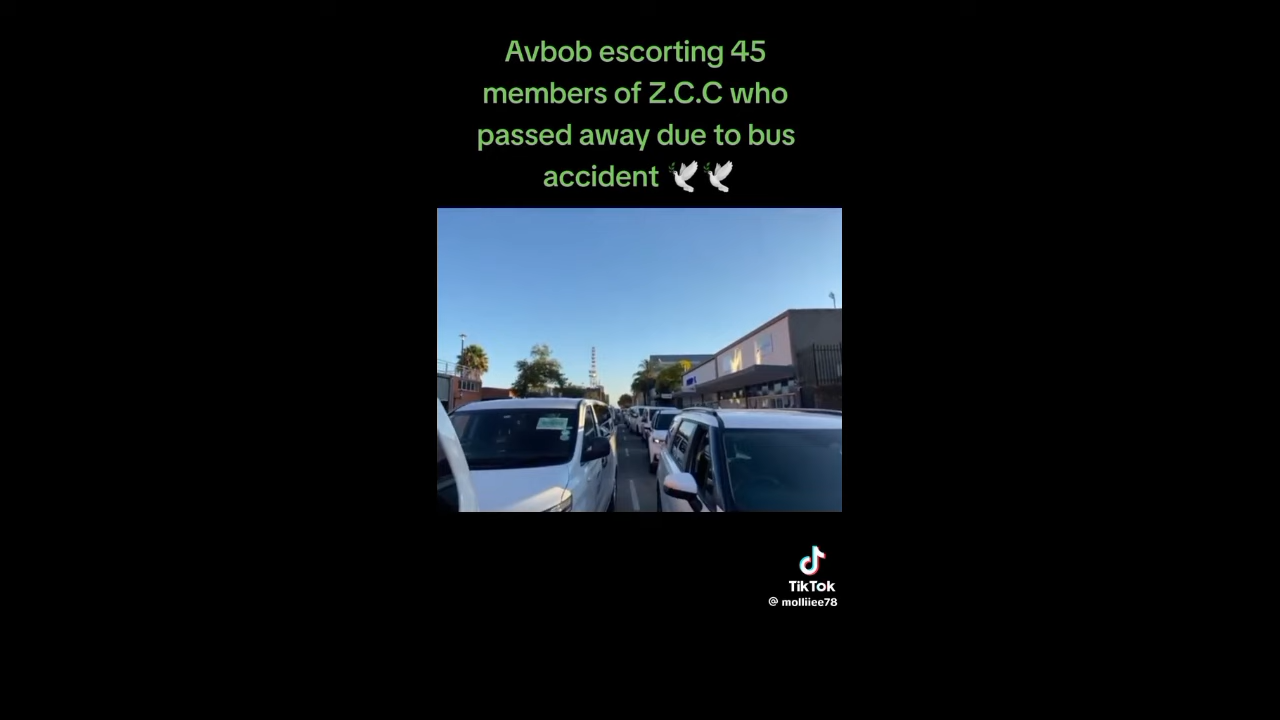 Avbob escorting 45
members of Z.C.C who
passed away due to bus
accident 🕊️🕊️
TikTok
@ molliiee78